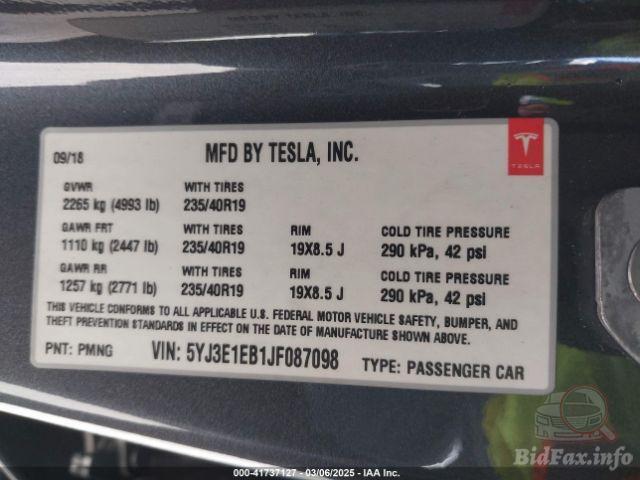 MFD BY TESLA, INC.
09/18
MFD BY TESLA, INC.
TESLA
GVWR WITH TIRES
2265 kg (4993 lb) 235/40R19
GAWR FRT WITH TIRES RIM COLD TIRE PRESSURE
1110 kg (2447 lb) 235/40R19 19X8.5 J 290 kPa, 42 psi
GAWR RR WITH TIRES RIM COLD TIRE PRESSURE
1257 kg (2771 lb) 235/40R19 19X8.5 J 290 kPa, 42 psi
THIS VEHICLE CONFORMS TO ALL APPLICABLE U.S. FEDERAL MOTOR VEHICLE SAFETY, BUMPER, AND
THEFT PREVENTION STANDARDS IN EFFECT ON THE DATE OF MANUFACTURE SHOWN ABOVE.
PNT: PMNG VIN: 5YJ3E1EB1JF087098 TYPE: PASSENGER CAR
BidFax.info
000-41737127 - 03/06/2025 - IAA Inc.